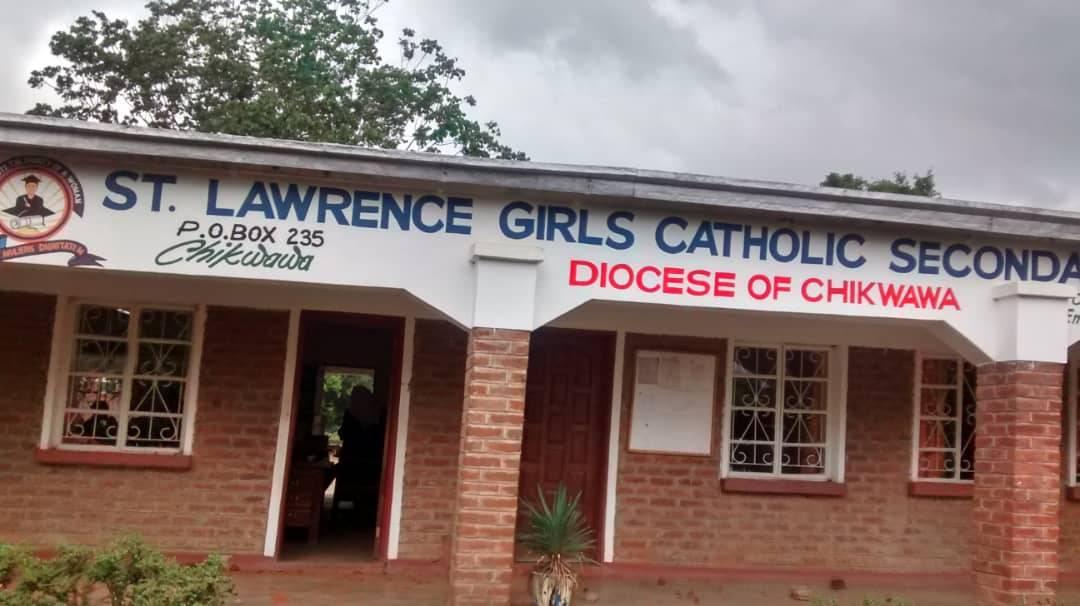 ST. LAWRENCE GIRLS CATHOLIC SECONDA
P.O.BOX 235
Chikwawa
DIOCESE OF CHIKWAWA